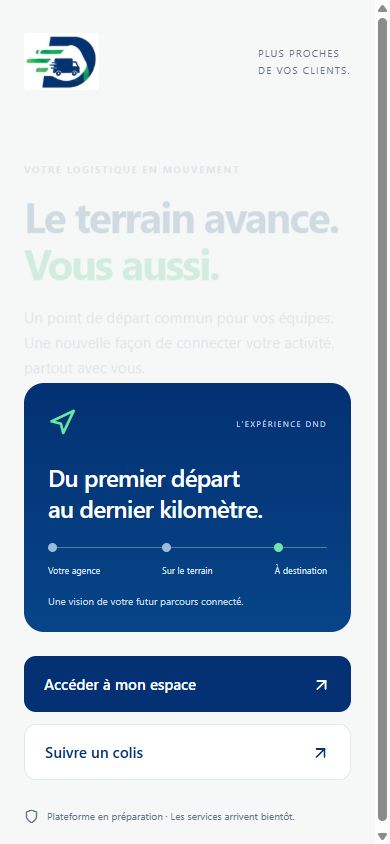 PLUS PROCHES
DE VOS CLIENTS.
VOTRE LOGISTIQUE EN MOUVEMENT
Le terrain avance.
Vous aussi.
Un point de départ commun pour vos équipes.
Une nouvelle façon de connecter votre activité,
partout avec vous.
L'EXPÉRIENCE DND
Du premier départ
au dernier kilomètre.
Votre agence
Sur le terrain
À destination
Une vision de votre futur parcours connecté.
Accéder à mon espace
Suivre un colis
Plateforme en préparation · Les services arrivent bientôt.